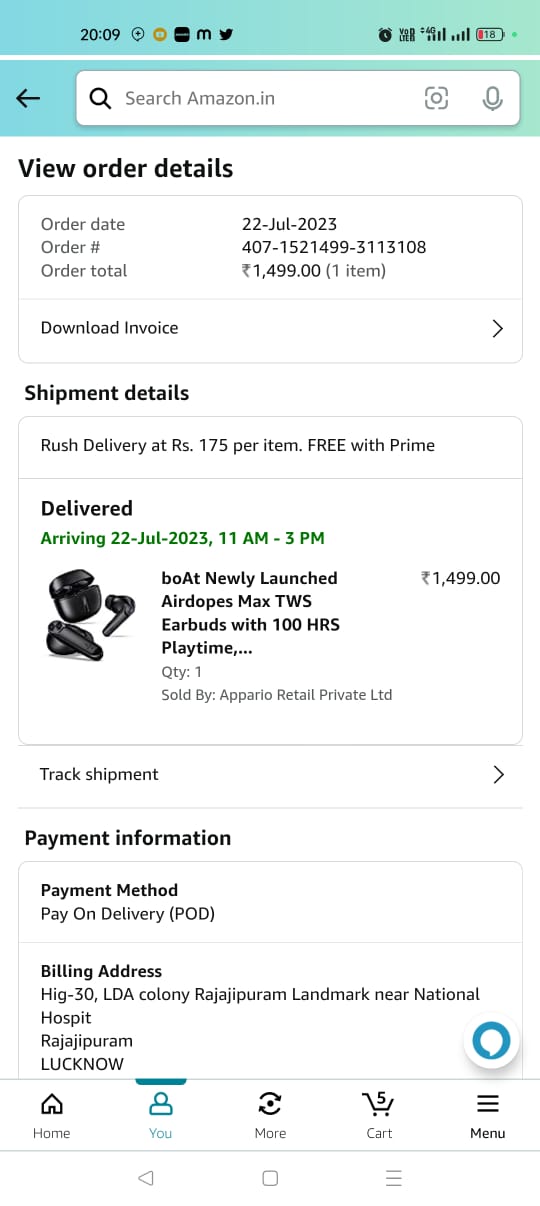 20:09
VoD
LTE
4G
18
Search Amazon.in
View order details
Order date 22-Jul-2023
Order # 407-1521499-3113108
Order total ₹1,499.00 (1 item)
Download Invoice
Shipment details
Rush Delivery at Rs. 175 per item. FREE with Prime
Delivered
Arriving 22-Jul-2023, 11 AM - 3 PM
boAt Newly Launched ₹1,499.00
Airdopes Max TWS
Earbuds with 100 HRS
Playtime,...
Qty: 1
Sold By: Appario Retail Private Ltd
Track shipment
Payment information
Payment Method
Pay On Delivery (POD)
Billing Address
Hig-30, LDA colony Rajajipuram Landmark near National
Hospit
Rajajipuram
LUCKNOW
5
Home You More Cart Menu